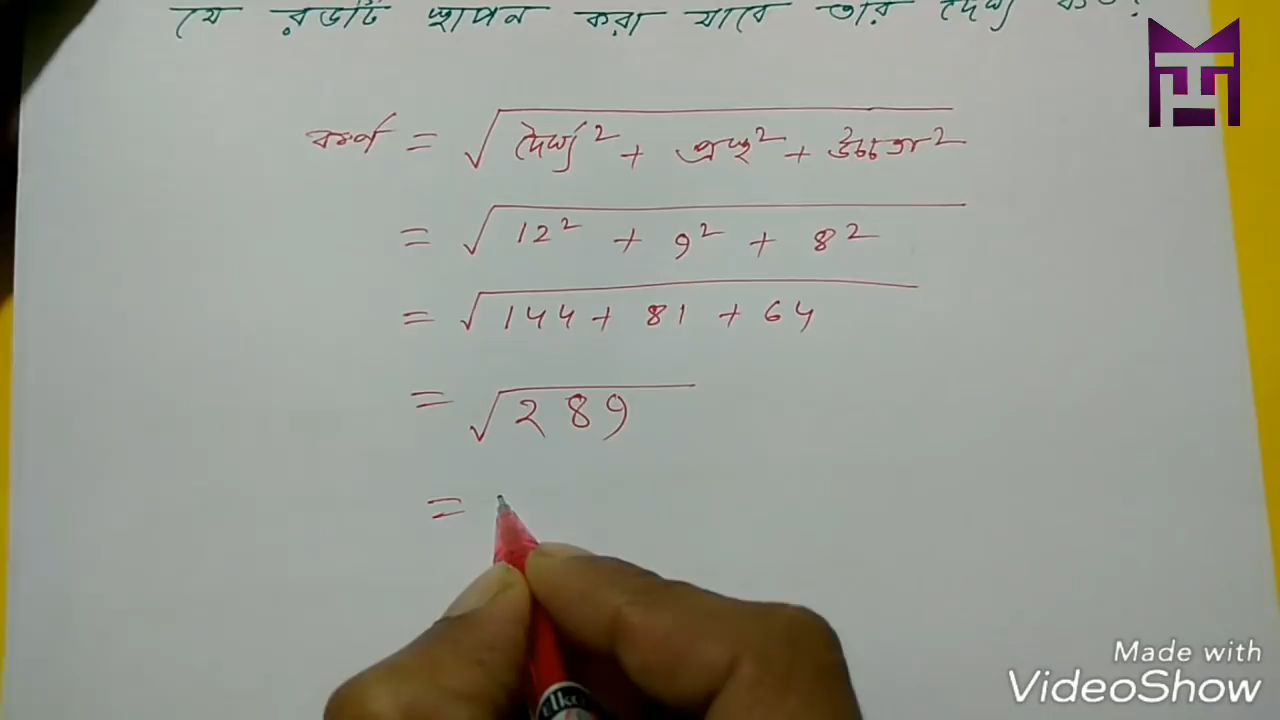 যে রডটি স্থাপন করা যাবে তার দৈর্ঘ্য কত?
কর্ণ = √দৈর্ঘ্য² + প্রস্থ² + উচ্চতা²
= √12² + 9² + 8²
= √144 + 81 + 64
= √289
=
Made with
VideoShow